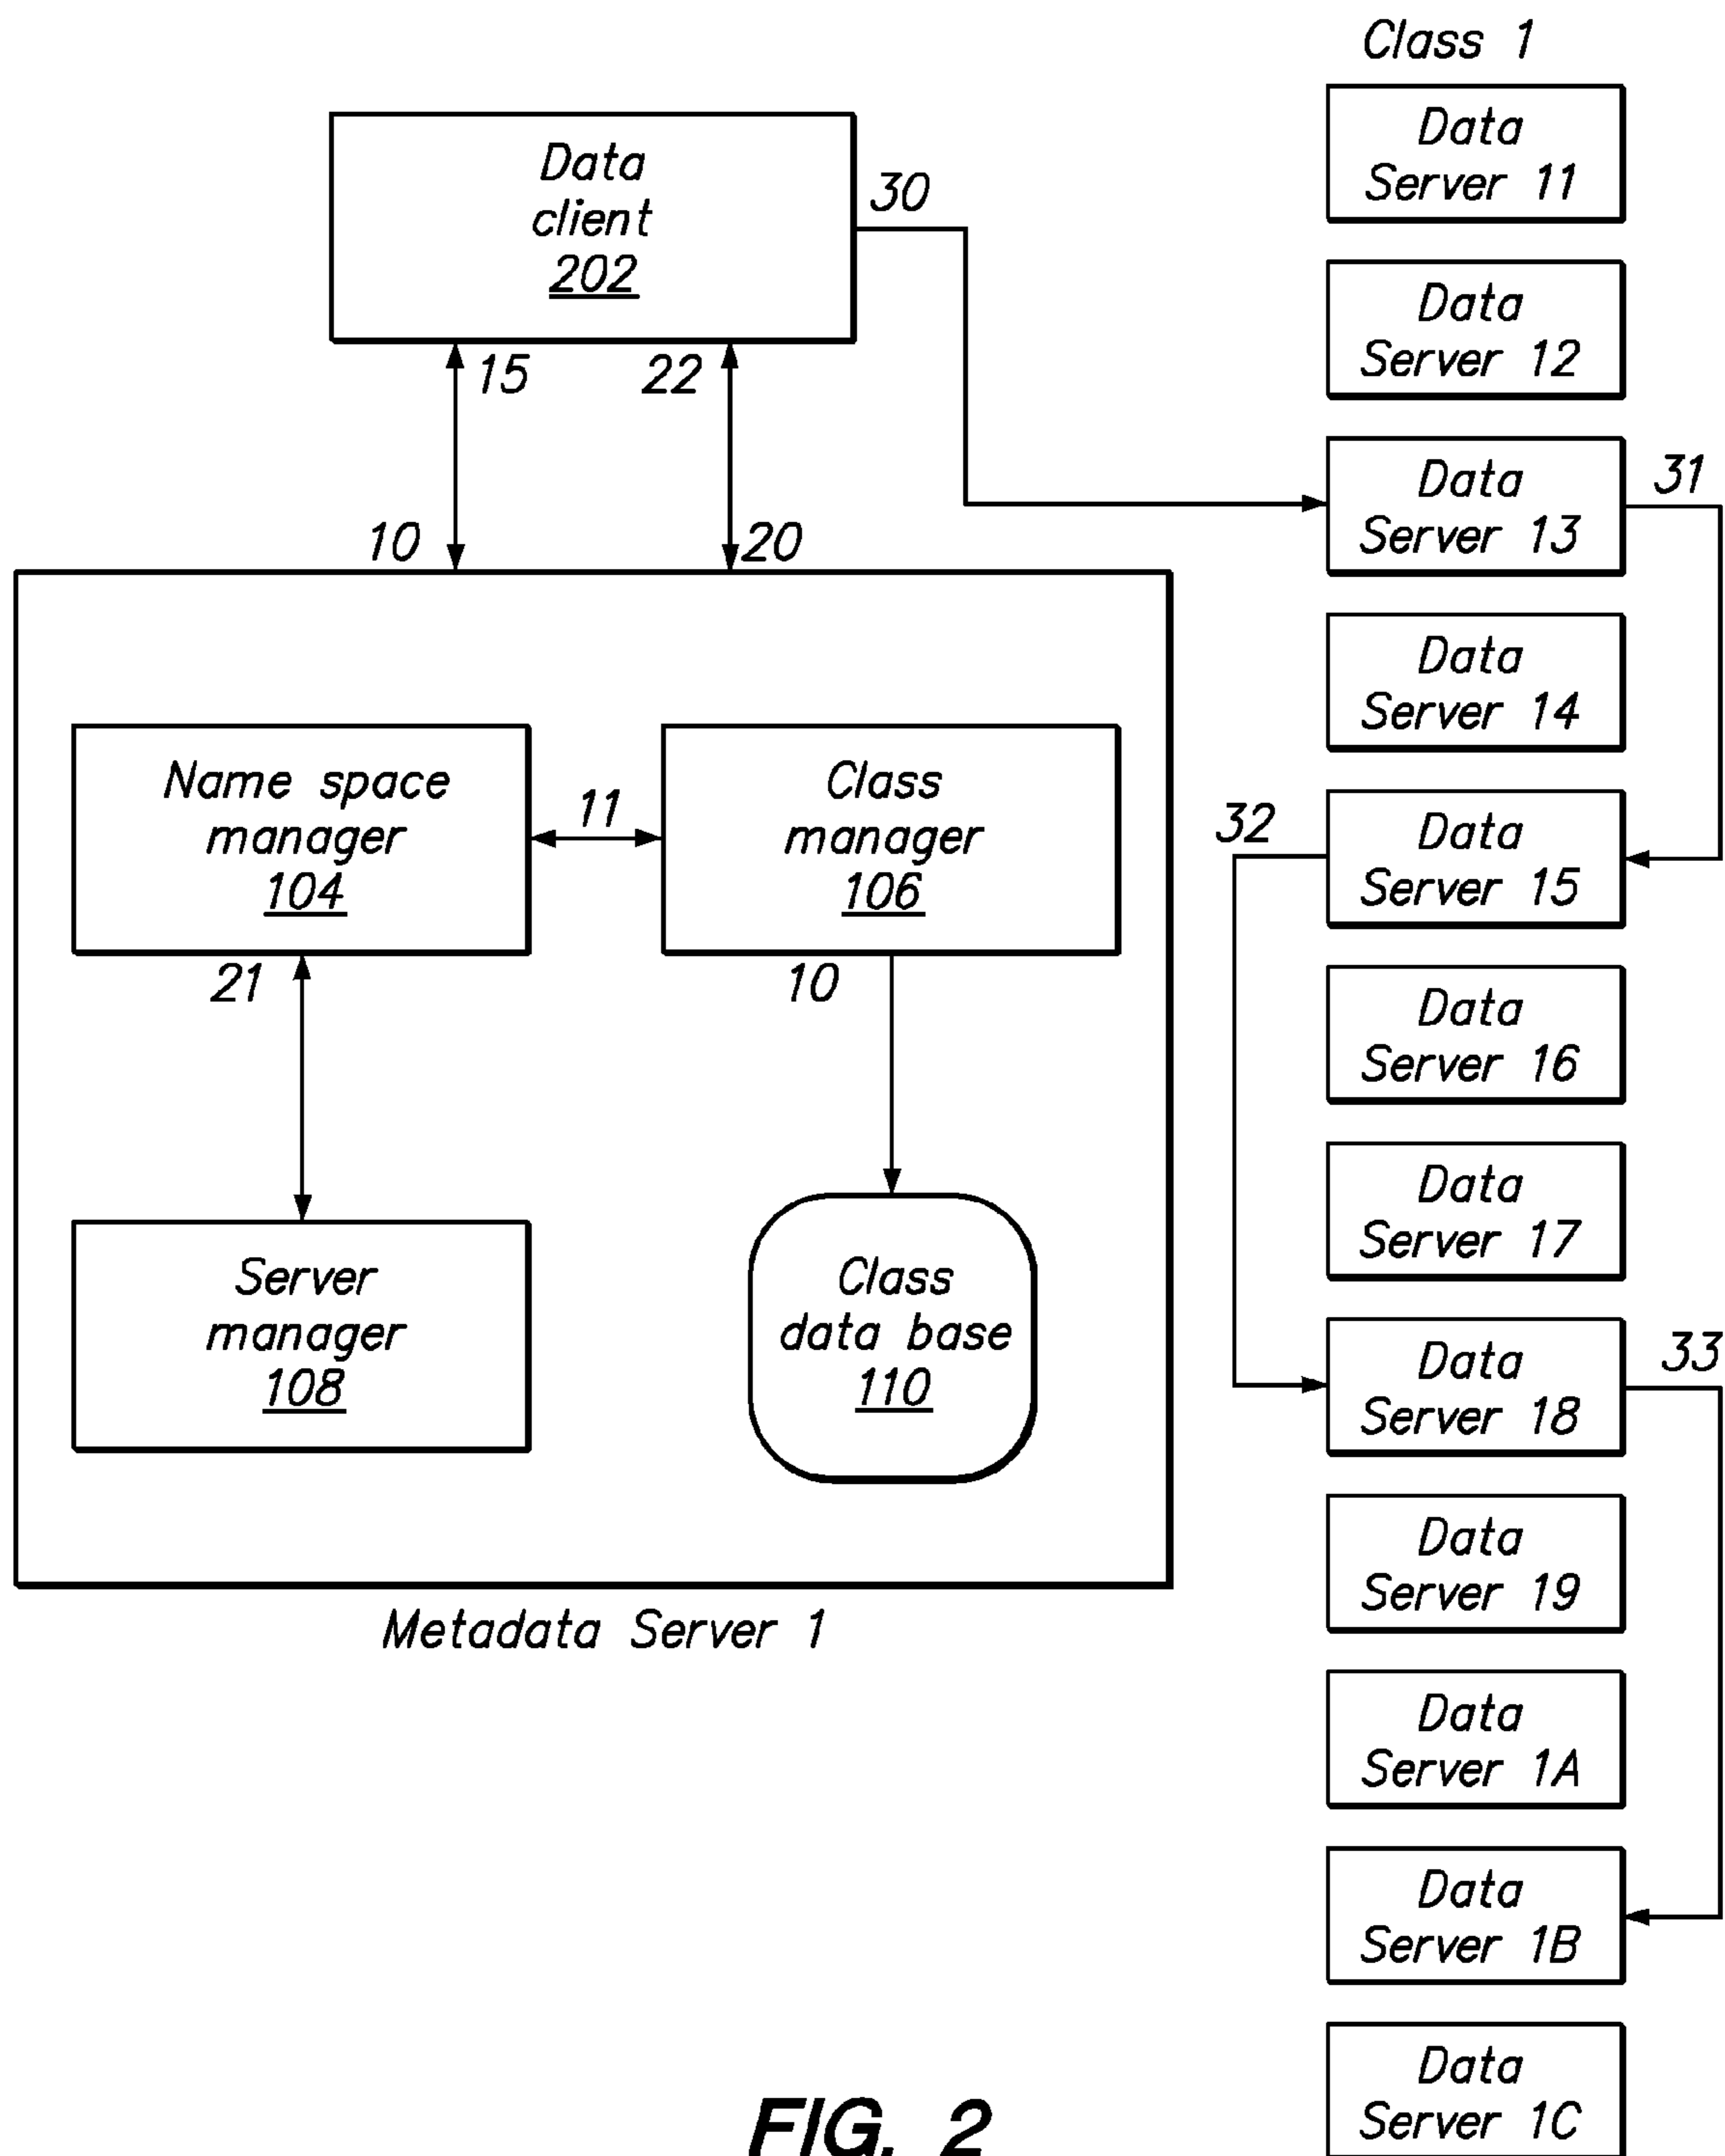 Class 1
Data
Server 11
Data
client
202
30
Data
Server 12
15
22
Data
Server 13
31
10
20
Data
Server 14
Name space
manager
104
11
Class
manager
106
32
Data
Server 15
21
10
Data
Server 16
Data
Server 17
Server
manager
108
Class
data base
110
Data
Server 18
33
Data
Server 19
Metadata Server 1
Data
Server 1A
Data
Server 1B
Data
Server 1C
FIG. 2